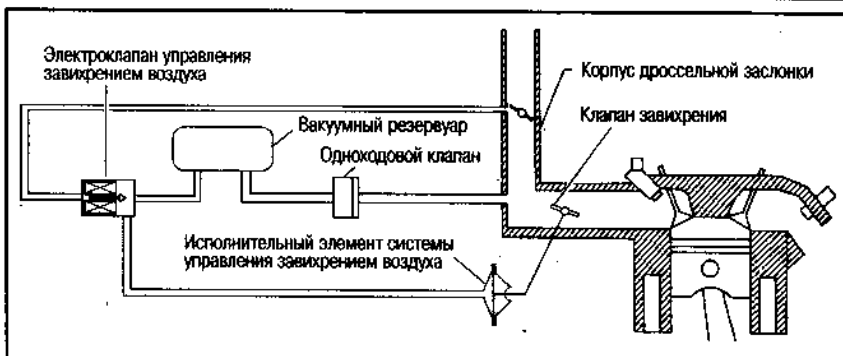 Электроклапан управления
завихрением воздуха
Корпус дроссельной заслонки
Клапан завихрения
Вакуумный резервуар
Одноходовой клапан
Исполнительный элемент системы
управления завихрением воздуха